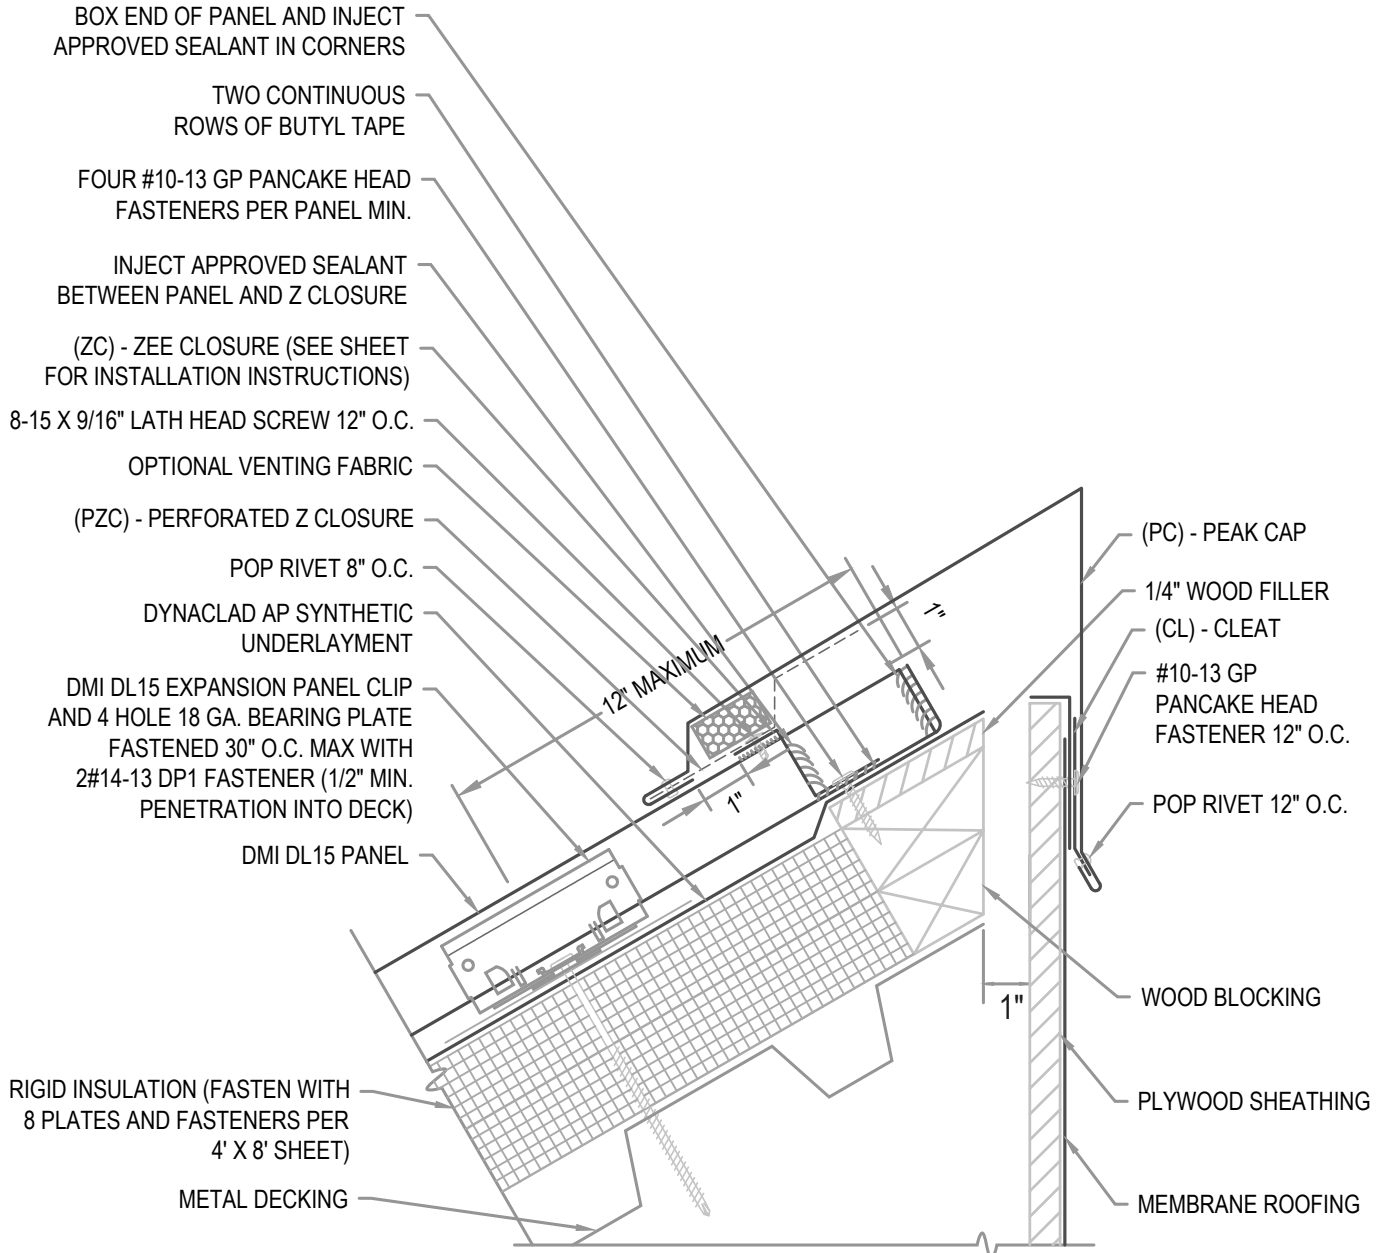 BOX END OF PANEL AND INJECT
APPROVED SEALANT IN CORNERS
TWO CONTINUOUS
ROWS OF BUTYL TAPE
FOUR #10-13 GP PANCAKE HEAD
FASTENERS PER PANEL MIN.
INJECT APPROVED SEALANT
BETWEEN PANEL AND Z CLOSURE
(ZC) - ZEE CLOSURE (SEE SHEET
FOR INSTALLATION INSTRUCTIONS)
8-15 X 9/16" LATH HEAD SCREW 12" O.C.
OPTIONAL VENTING FABRIC
(PZC) - PERFORATED Z CLOSURE
POP RIVET 8" O.C.
DYNACLAD AP SYNTHETIC
UNDERLAYMENT
DMI DL15 EXPANSION PANEL CLIP
AND 4 HOLE 18 GA. BEARING PLATE
FASTENED 30" O.C. MAX WITH
2#14-13 DP1 FASTENER (1/2" MIN.
PENETRATION INTO DECK)
DMI DL15 PANEL
RIGID INSULATION (FASTEN WITH
8 PLATES AND FASTENERS PER
4' X 8' SHEET)
METAL DECKING
12" MAXIMUM
1"
1"
1"
(PC) - PEAK CAP
1/4" WOOD FILLER
(CL) - CLEAT
#10-13 GP
PANCAKE HEAD
FASTENER 12" O.C.
POP RIVET 12" O.C.
WOOD BLOCKING
PLYWOOD SHEATHING
MEMBRANE ROOFING